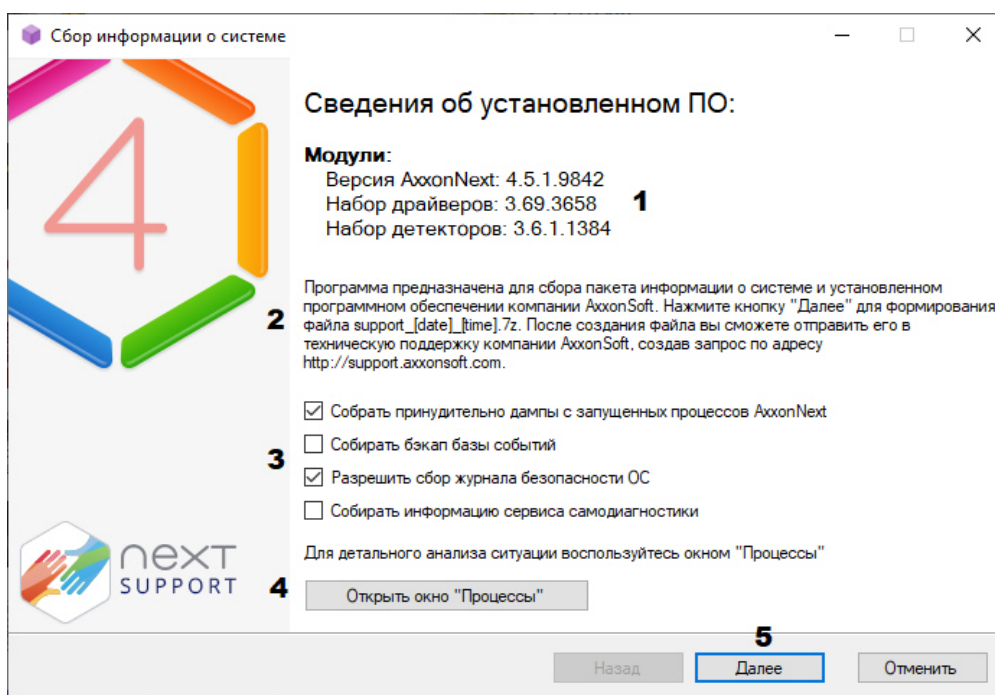 Сбор информации о системе
4
Сведения об установленном ПО:
Модули:
Версия AxxonNext: 4.5.1.9842
Набор драйверов: 3.69.3658
1
Набор детекторов: 3.6.1.1384
Программа предназначена для сбора пакета информации о системе и установленном
2
программном обеспечении компании AxxonSoft. Нажмите кнопку "Далее" для формирования
файла support_[date]_[time].7z. После создания файла вы сможете отправить его в
техническую поддержку компании AxxonSoft, создав запрос по адресу
http://support.axxonsoft.com.
Собрать принудительно дампы с запущенных процессов AxxonNext
Собирать бэкап базы событий
3
Разрешить сбор журнала безопасности ОС
Собирать информацию сервиса самодиагностики
next
SUPPORT
Для детального анализа ситуации воспользуйтесь окном "Процессы"
4
Открыть окно "Процессы"
5
Назад
Далее
Отменить